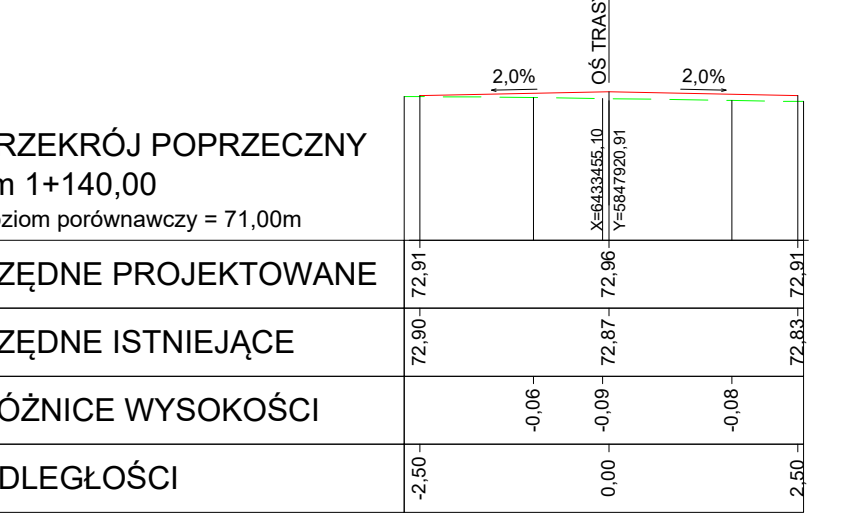 OŚ TRASY
2,0%
2,0%
X=6433455,10
Y=5847920,91
RZEKRÓJ POPRZECZNY
m 1+140,00
oziom porównawczy = 71,00m
ZĘDNE PROJEKTOWANE 72,91 72,96 72,91
ZĘDNE ISTNIEJĄCE 72,90 72,87 72,83
ÓŻNICE WYSOKOŚCI -0,06 -0,09 -0,08
DLEGŁOŚCI -2,50 0,00 2,50